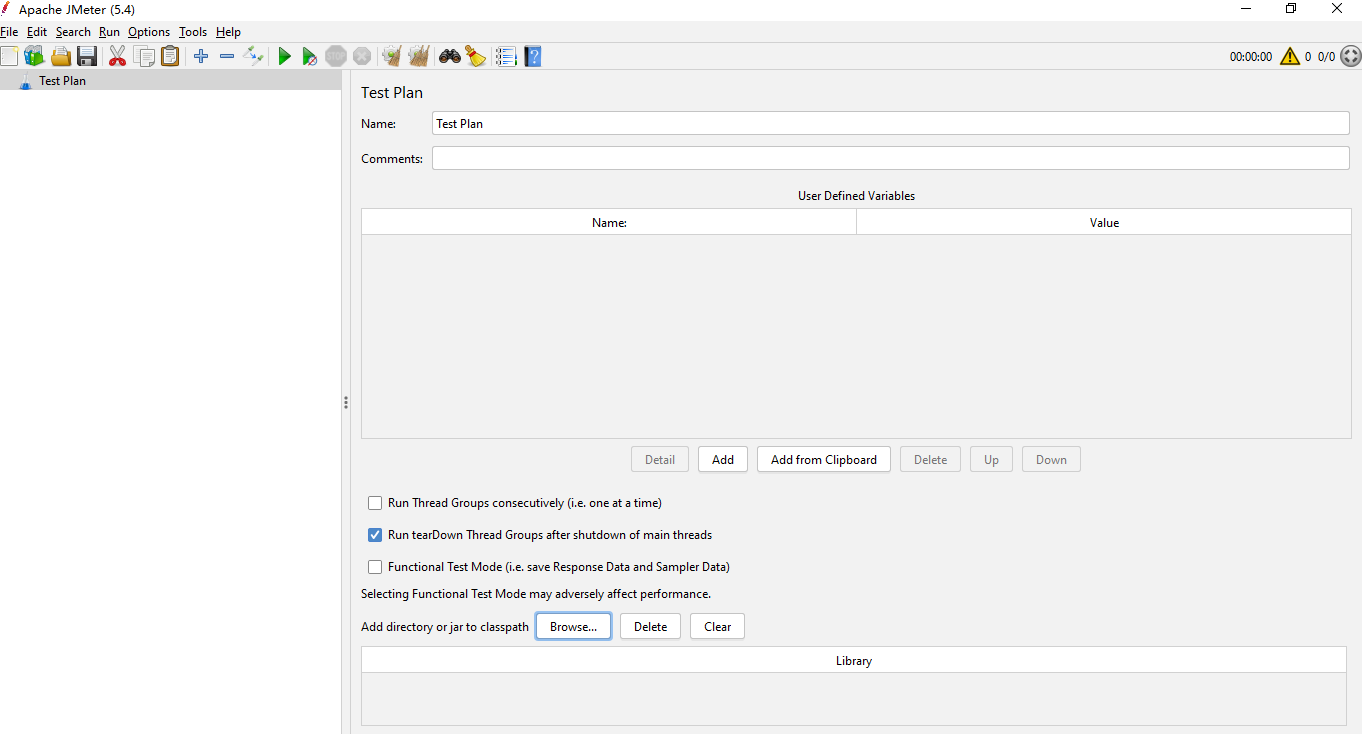 Apache JMeter (5.4)
File Edit Search Run Options Tools Help
STOP 00:00:00 0 0/0
Test Plan
Test Plan
Name: Test Plan
Comments:
User Defined Variables
Name: Value
Detail Add Add from Clipboard Delete Up Down
Run Thread Groups consecutively (i.e. one at a time)
Run tearDown Thread Groups after shutdown of main threads
Functional Test Mode (i.e. save Response Data and Sampler Data)
Selecting Functional Test Mode may adversely affect performance.
Add directory or jar to classpath Browse... Delete Clear
Library